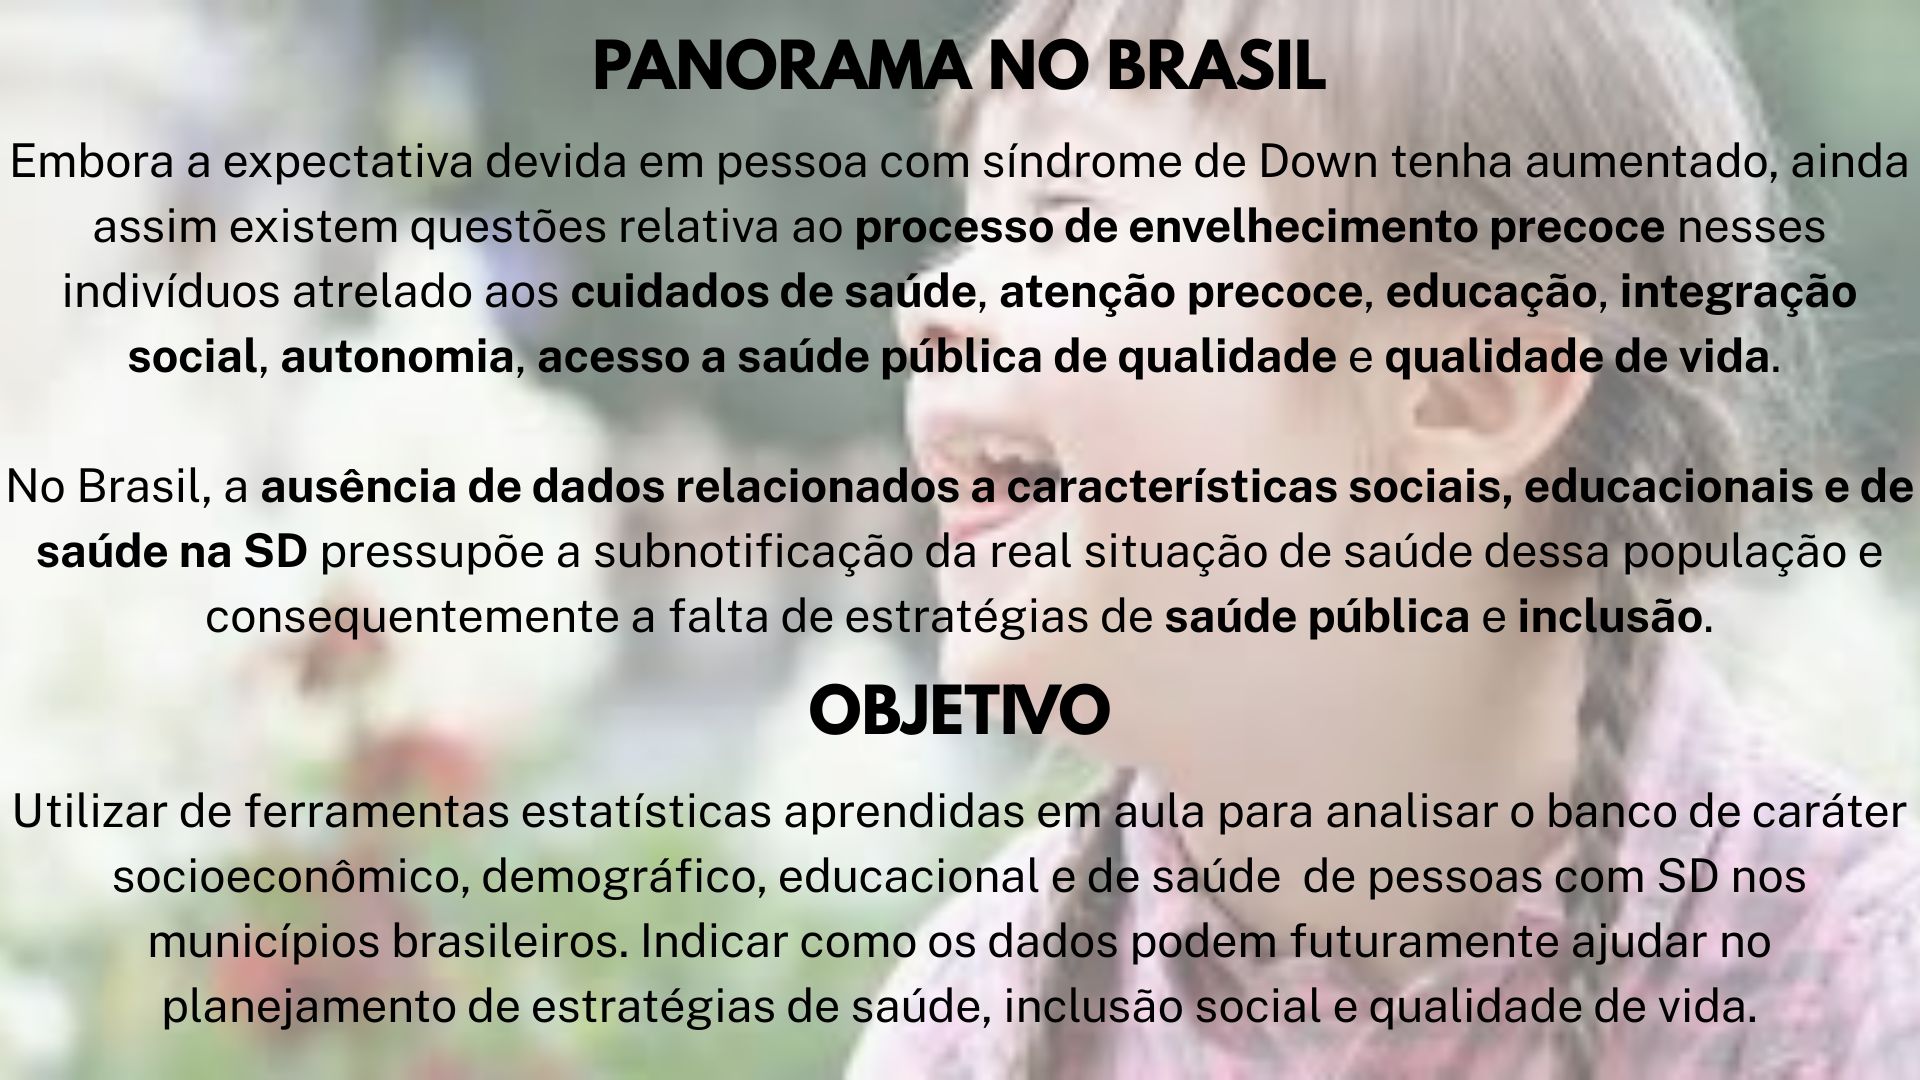 PANORAMA NO BRASIL
Embora a expectativa devida em pessoa com síndrome de Down tenha aumentado, ainda
assim existem questões relativa ao processo de envelhecimento precoce nesses
indivíduos atrelado aos cuidados de saúde, atenção precoce, educação, integração
social, autonomia, acesso a saúde pública de qualidade e qualidade de vida.
No Brasil, a ausência de dados relacionados a características sociais, educacionais e de
saúde na SD pressupõe a subnotificação da real situação de saúde dessa população e
consequentemente a falta de estratégias de saúde pública e inclusão.
OBJETIVO
Utilizar de ferramentas estatísticas aprendidas em aula para analisar o banco de caráter
socioeconômico, demográfico, educacional e de saúde  de pessoas com SD nos
municípios brasileiros. Indicar como os dados podem futuramente ajudar no
planejamento de estratégias de saúde, inclusão social e qualidade de vida.